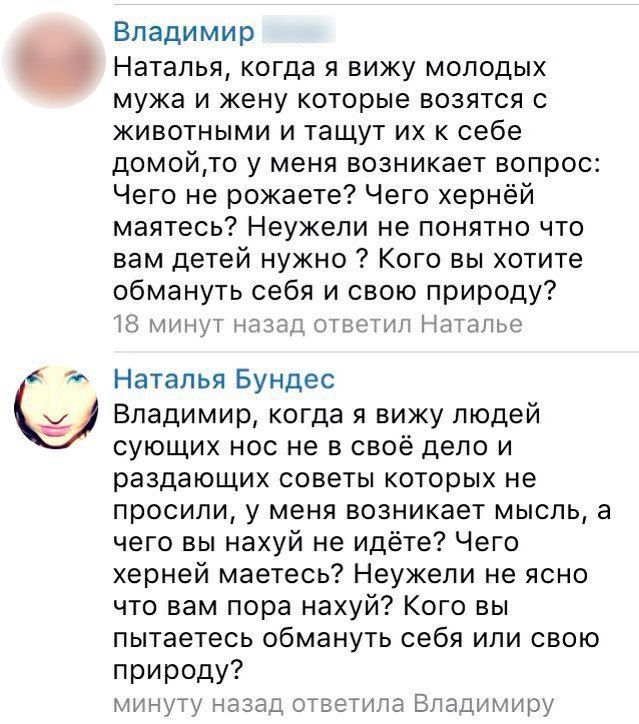 Владимир
Наталья, когда я вижу молодых
мужа и жену которые возятся с
животными и тащут их к себе
домой,то у меня возникает вопрос:
Чего не рожаете? Чего хернёй
маятесь? Неужели не понятно что
вам детей нужно ? Кого вы хотите
обмануть себя и свою природу?
18 минут назад ответил Наталье
Наталья Бундес
Владимир, когда я вижу людей
сующих нос не в своё дело и
раздающих советы которых не
просили, у меня возникает мысль, а
чего вы нахуй не идёте? Чего
херней маетесь? Неужели не ясно
что вам пора нахуй? Кого вы
пытаетесь обмануть себя или свою
природу?
минуту назад ответила Владимиру